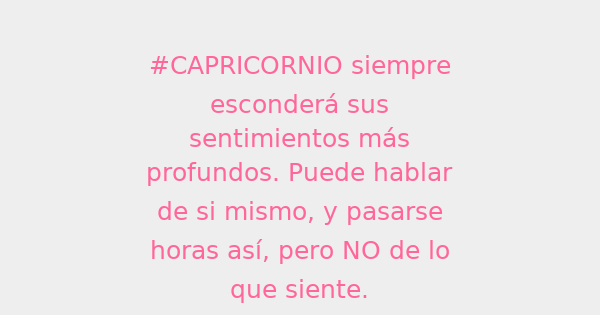 #CAPRICORNIO siempre
esconderá sus
sentimientos más
profundos. Puede hablar
de si mismo, y pasarse
horas así, pero NO de lo
que siente.